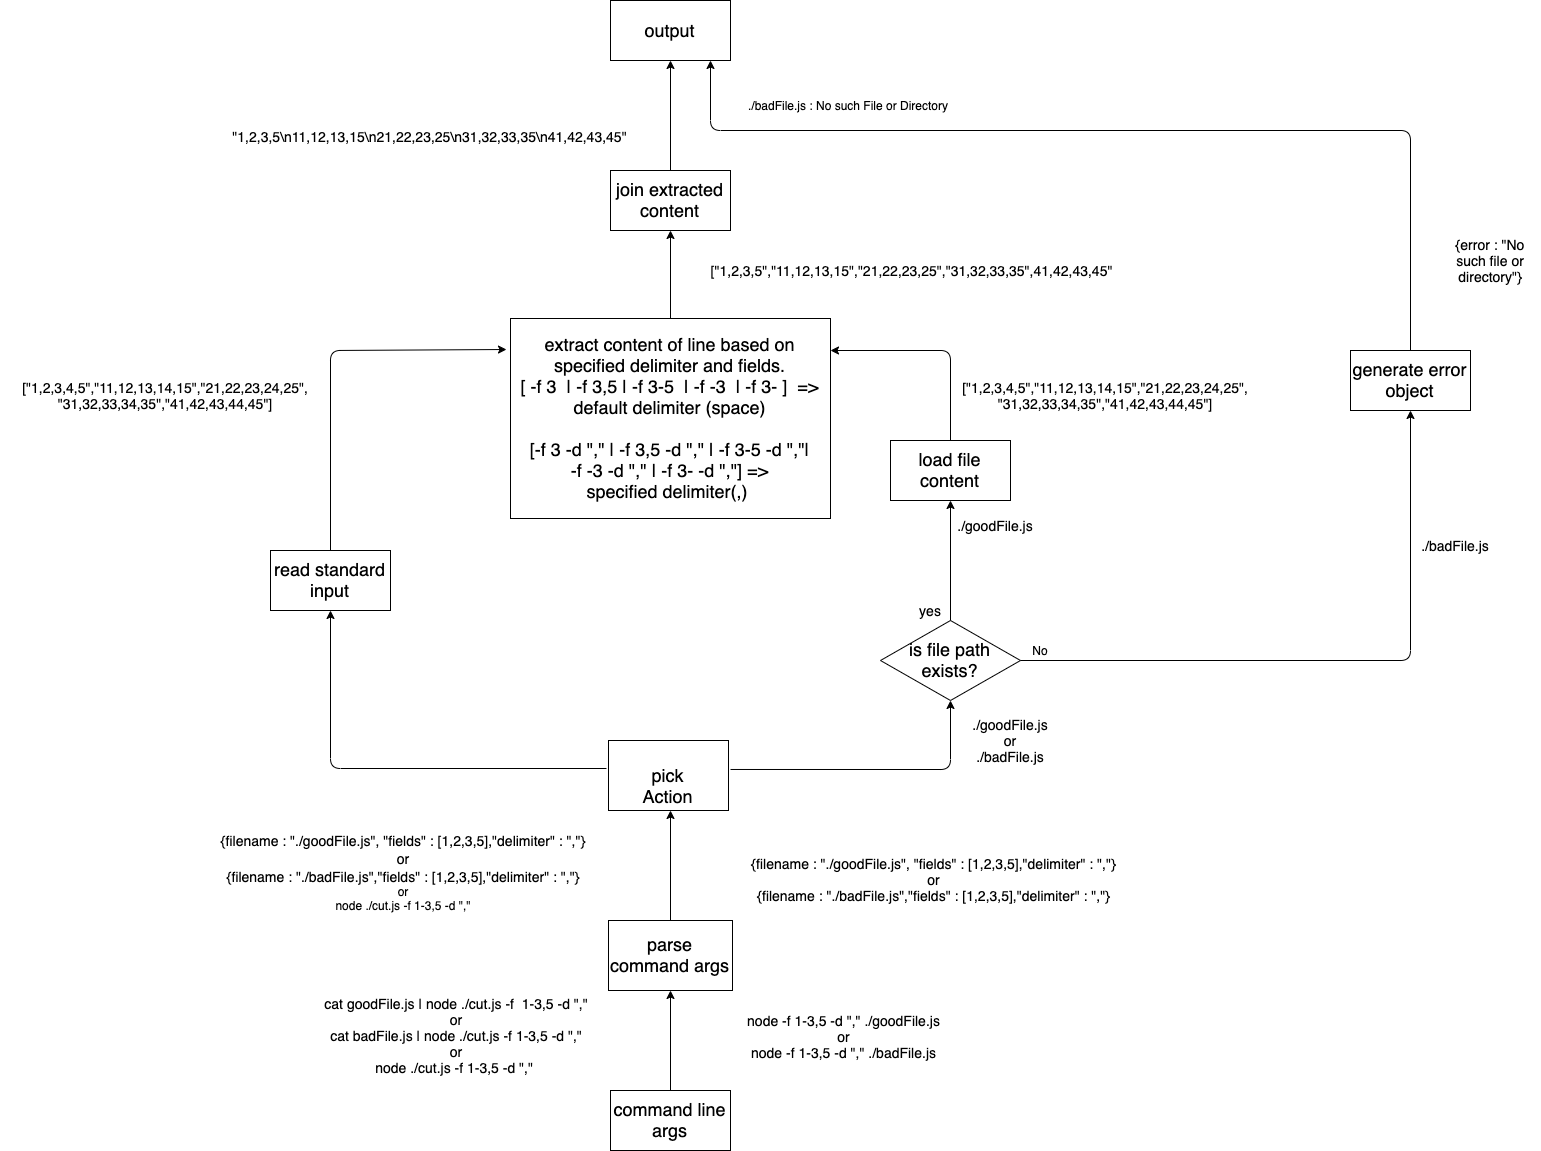 output
./badFile.js : No such File or Directory
"1,2,3,5\n11,12,13,15\n21,22,23,25\n31,32,33,35\n41,42,43,45"
join extracted
content
{error : "No
such file or
directory"}
["1,2,3,5","11,12,13,15","21,22,23,25","31,32,33,35",41,42,43,45"
extract content of line based on
specified delimiter and fields.
[ -f 3 | -f 3,5 | -f 3-5 | -f -3 | -f 3- ] =>
default delimiter (space)
[-f 3 -d "," | -f 3,5 -d "," | -f 3-5 -d ","|
-f -3 -d "," | -f 3- -d ","] =>
specified delimiter(,)
["1,2,3,4,5","11,12,13,14,15","21,22,23,24,25",
"31,32,33,34,35","41,42,43,44,45"]
["1,2,3,4,5","11,12,13,14,15","21,22,23,24,25",
"31,32,33,34,35","41,42,43,44,45"]
generate error
object
load file
content
./goodFile.js
./badFile.js
read standard
input
yes
is file path
exists?
No
./goodFile.js
or
./badFile.js
pick
Action
{filename : "./goodFile.js", "fields" : [1,2,3,5],"delimiter" : ","}
or
{filename : "./badFile.js","fields" : [1,2,3,5],"delimiter" : ","}
or
node ./cut.js -f 1-3,5 -d ","
{filename : "./goodFile.js", "fields" : [1,2,3,5],"delimiter" : ","}
or
{filename : "./badFile.js","fields" : [1,2,3,5],"delimiter" : ","}
parse
command args
cat goodFile.js | node ./cut.js -f  1-3,5 -d ","
or
cat badFile.js | node ./cut.js -f 1-3,5 -d ","
or
node ./cut.js -f 1-3,5 -d ","
node -f 1-3,5 -d "," ./goodFile.js
or
node -f 1-3,5 -d "," ./badFile.js
command line
args